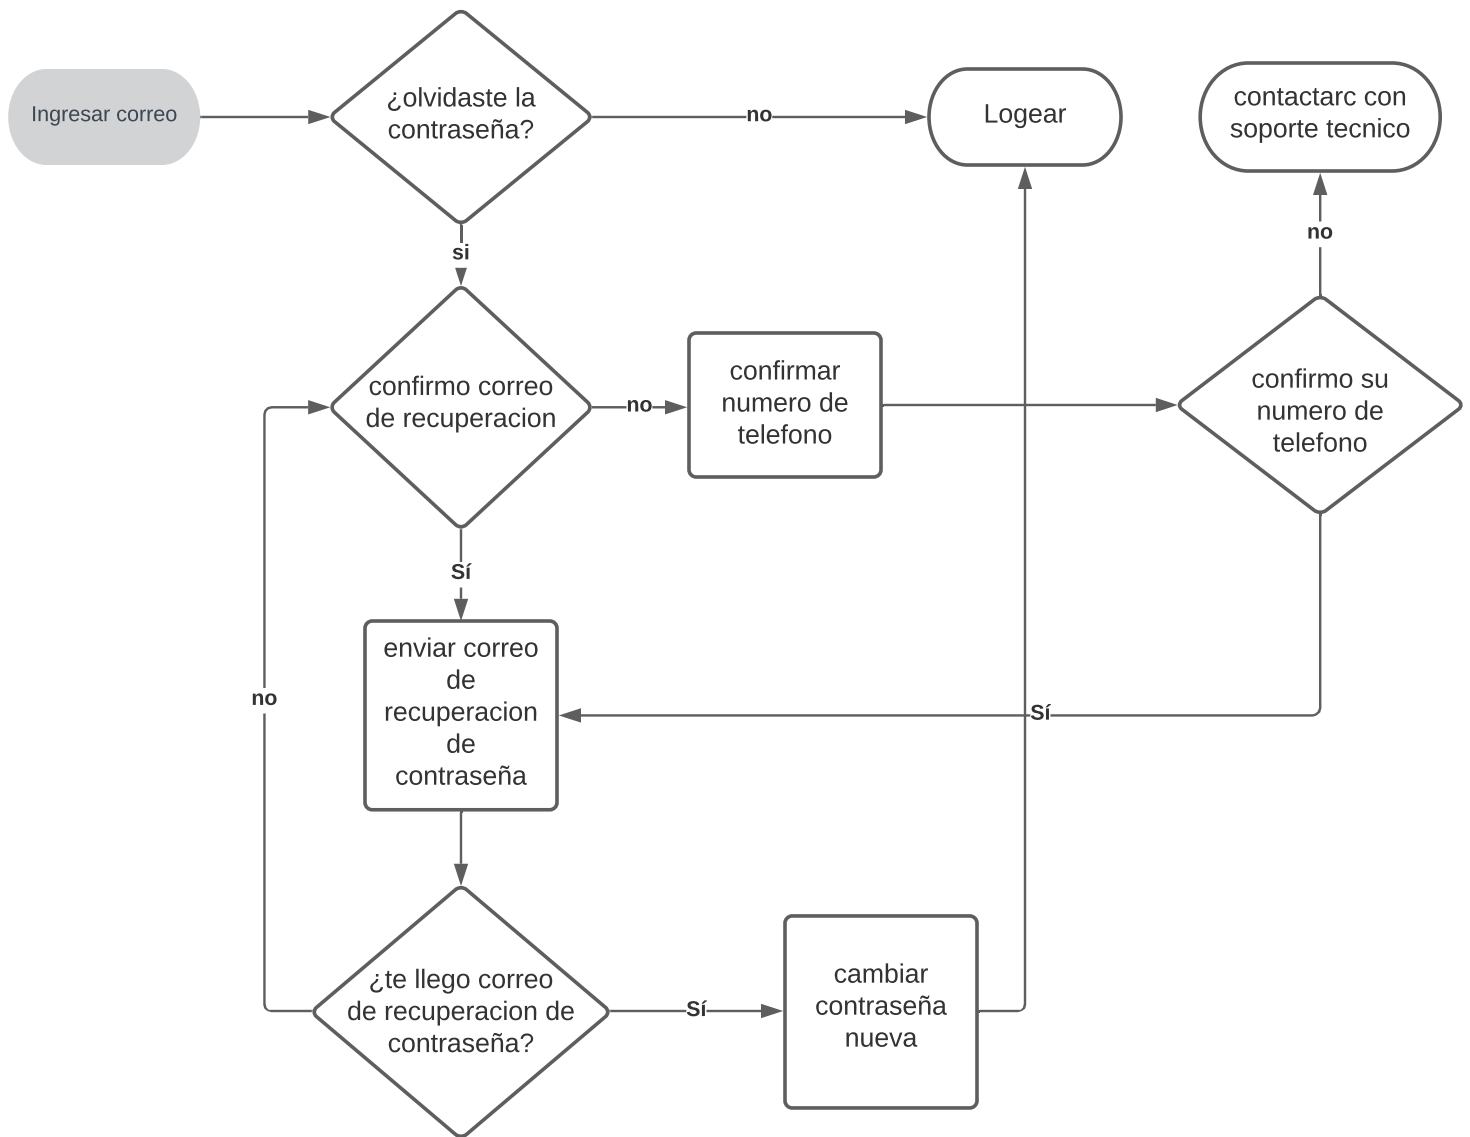 Ingresar correo
¿olvidaste la
contraseña?
no
Logear
contactarc con
soporte tecnico
si
no
confirmo correo
de recuperacion
no
confirmar
numero de
telefono
confirmo su
numero de
telefono
Sí
enviar correo
de
recuperacion
de
contraseña
no
Sí
¿te llego correo
de recuperacion de
contraseña?
Sí
cambiar
contraseña
nueva